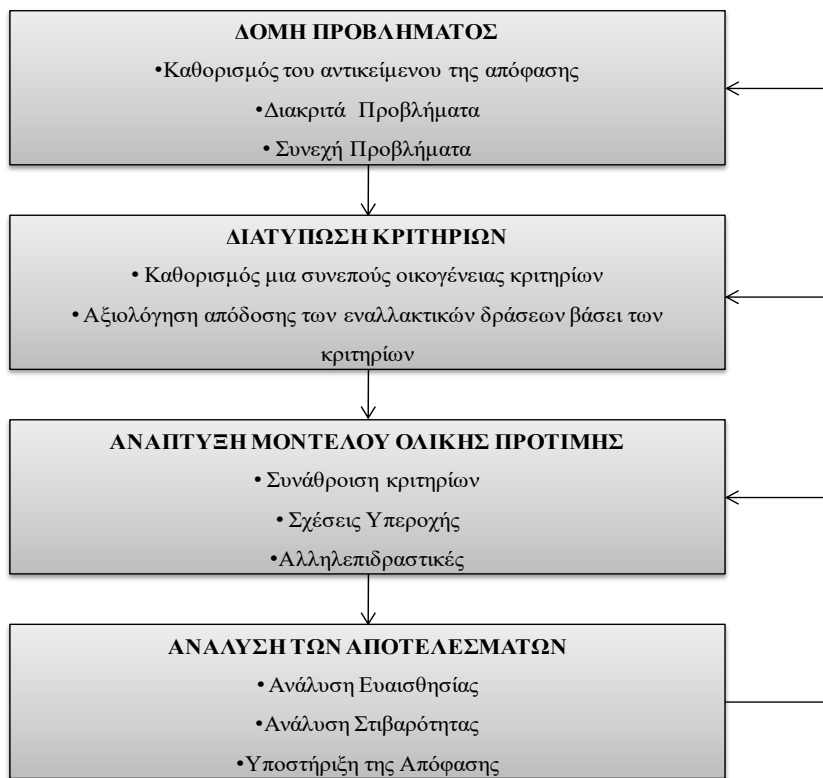 ΔΟΜΗ ΠΡΟΒΛΗΜΑΤΟΣ
•Καθορισμός του αντικείμενου της απόφασης
•Διακριτά Προβλήματα
• Συνεχή Προβλήματα
ΔΙΑΤΥΠΩΣΗ ΚΡΙΤΗΡΙΩΝ
• Καθορισμός μια συνεπούς οικογένειας κριτηρίων
• Αξιολόγηση απόδοσης των εναλλακτικών δράσεων βάσει των
κριτηρίων
ΑΝΑΠΤΥΞΗ ΜΟΝΤΕΛΟΥ ΟΛΙΚΗΣ ΠΡΟΤΙΜΗΣ
• Συνάθροιση κριτηρίων
• Σχέσεις Υπεροχής
•Αλληλεπιδραστικές
ΑΝΑΛΥΣΗ ΤΩΝ ΑΠΟΤΕΛΕΣΜΑΤΩΝ
• Ανάλυση Ευαισθησίας
• Ανάλυση Στιβαρότητας
•Υποστήριξη της Απόφασης